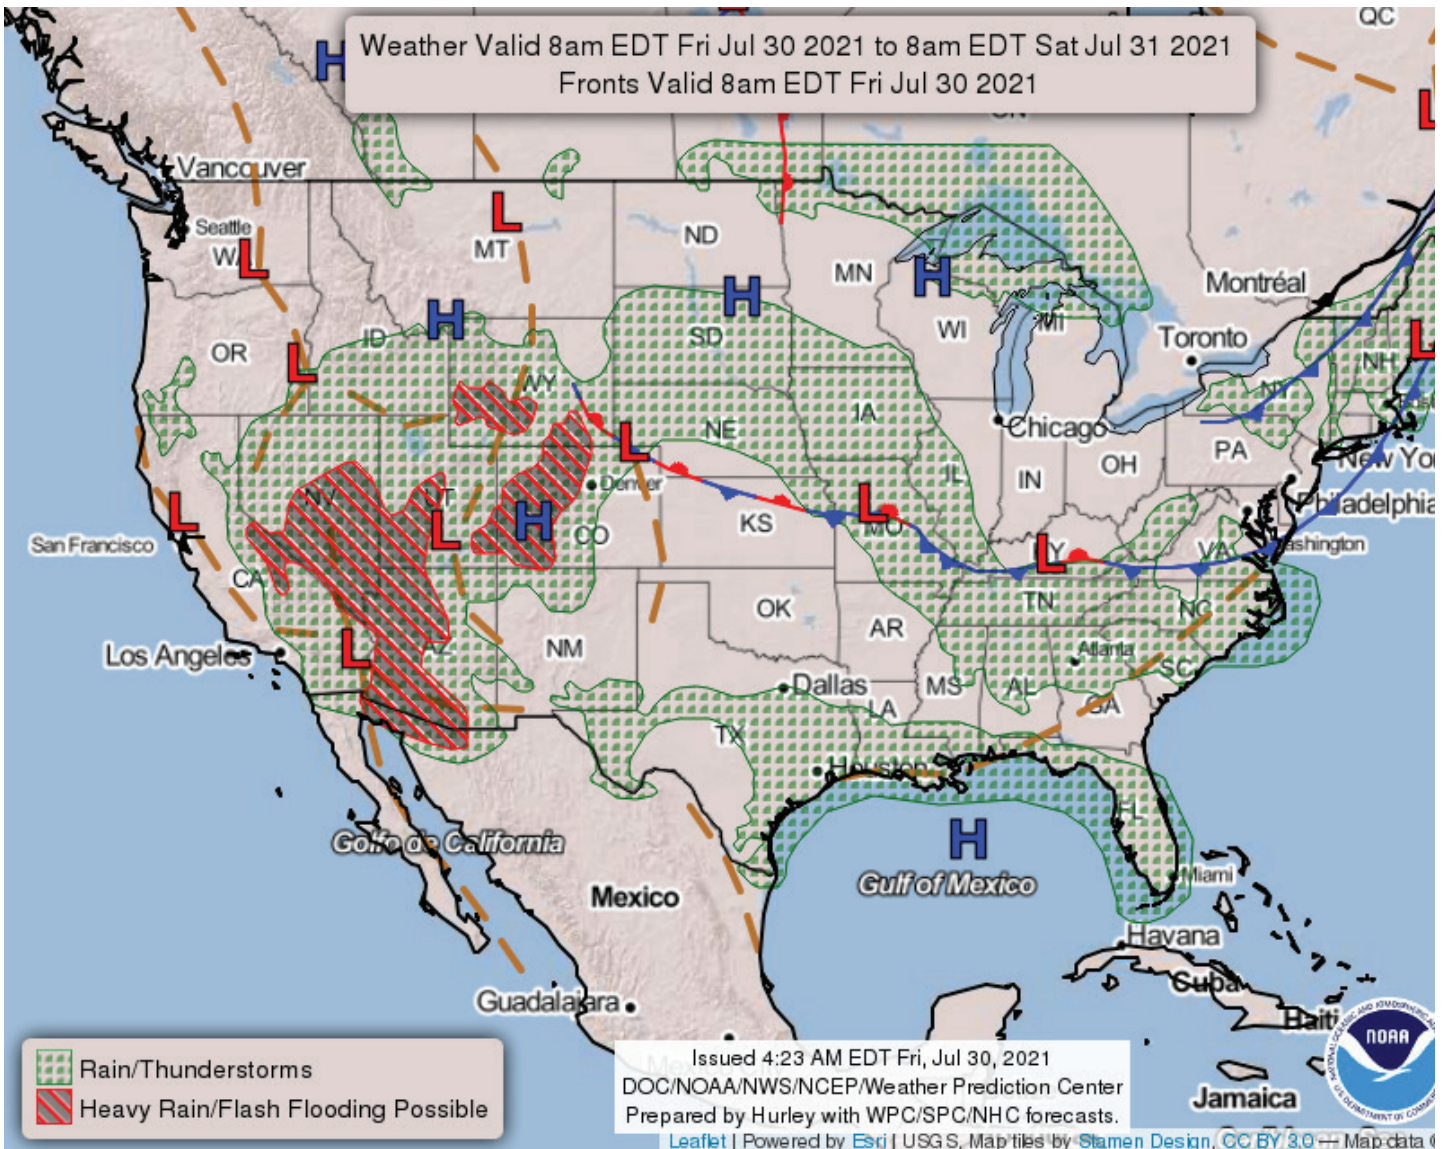 QC
Weather Valid 8am EDT Fri Jul 30 2021 to 8am EDT Sat Jul 31 2021
Fronts Valid 8am EDT Fri Jul 30 2021
H
L
Vancouver
Seattle
WA
L
L
MT
ND
MN
H
H
H
Montréal
ID
SD
WI
MI
Toronto
L
NH
OR
L
WY
NE
IA
IL
Chicago
IN
OH
NY
PA
New Yo
L
Denver
Philadelphia
NV
UT
L
H
CO
KS
L
MO
L
KY
VA
ashington
San Francisco
L
CA
OK
TN
NC
AR
Los Angeles
L
AZ
NM
Atlanta
SC
Dallas
MS
AL
GA
LA
TX
Houston
FL
H
Golfo de California
Gulf of Mexico
Miami
Mexico
Havana
Cuba
Guadalajara
Haiti
NOAA
Rain/Thunderstorms
Heavy Rain/Flash Flooding Possible
Issued 4:23 AM EDT Fri, Jul 30, 2021
DOC/NOAA/NWS/NCEP/Weather Prediction Center
Prepared by Hurley with WPC/SPC/NHC forecasts.
Jamaica
Leaflet | Powered by Esri | USGS, Map tiles by Stamen Design, CC BY 3.0 — Map data ©